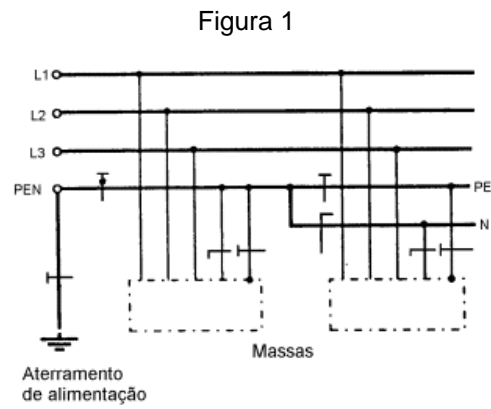 Figura 1
L1
L2
L3
PEN
PE
N
Massas
Aterramento
de alimentação